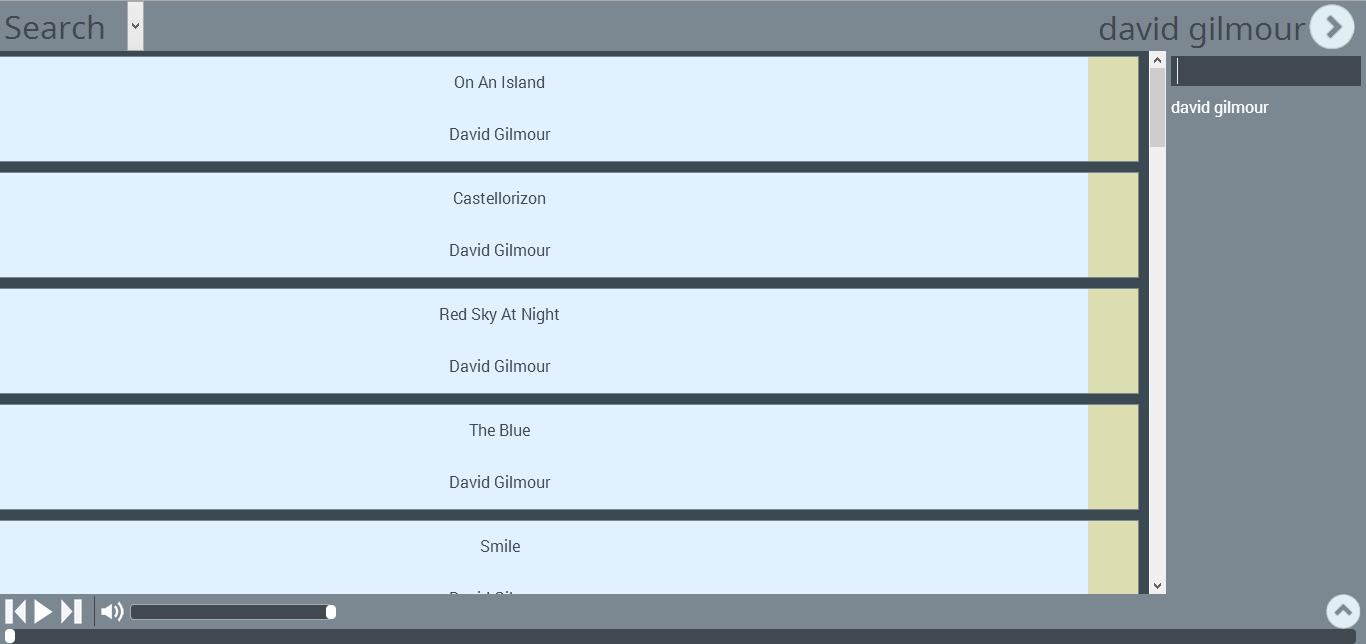 Search
david gilmour
On An Island
David Gilmour
david gilmour
Castellorizon
David Gilmour
Red Sky At Night
David Gilmour
The Blue
David Gilmour
Smile